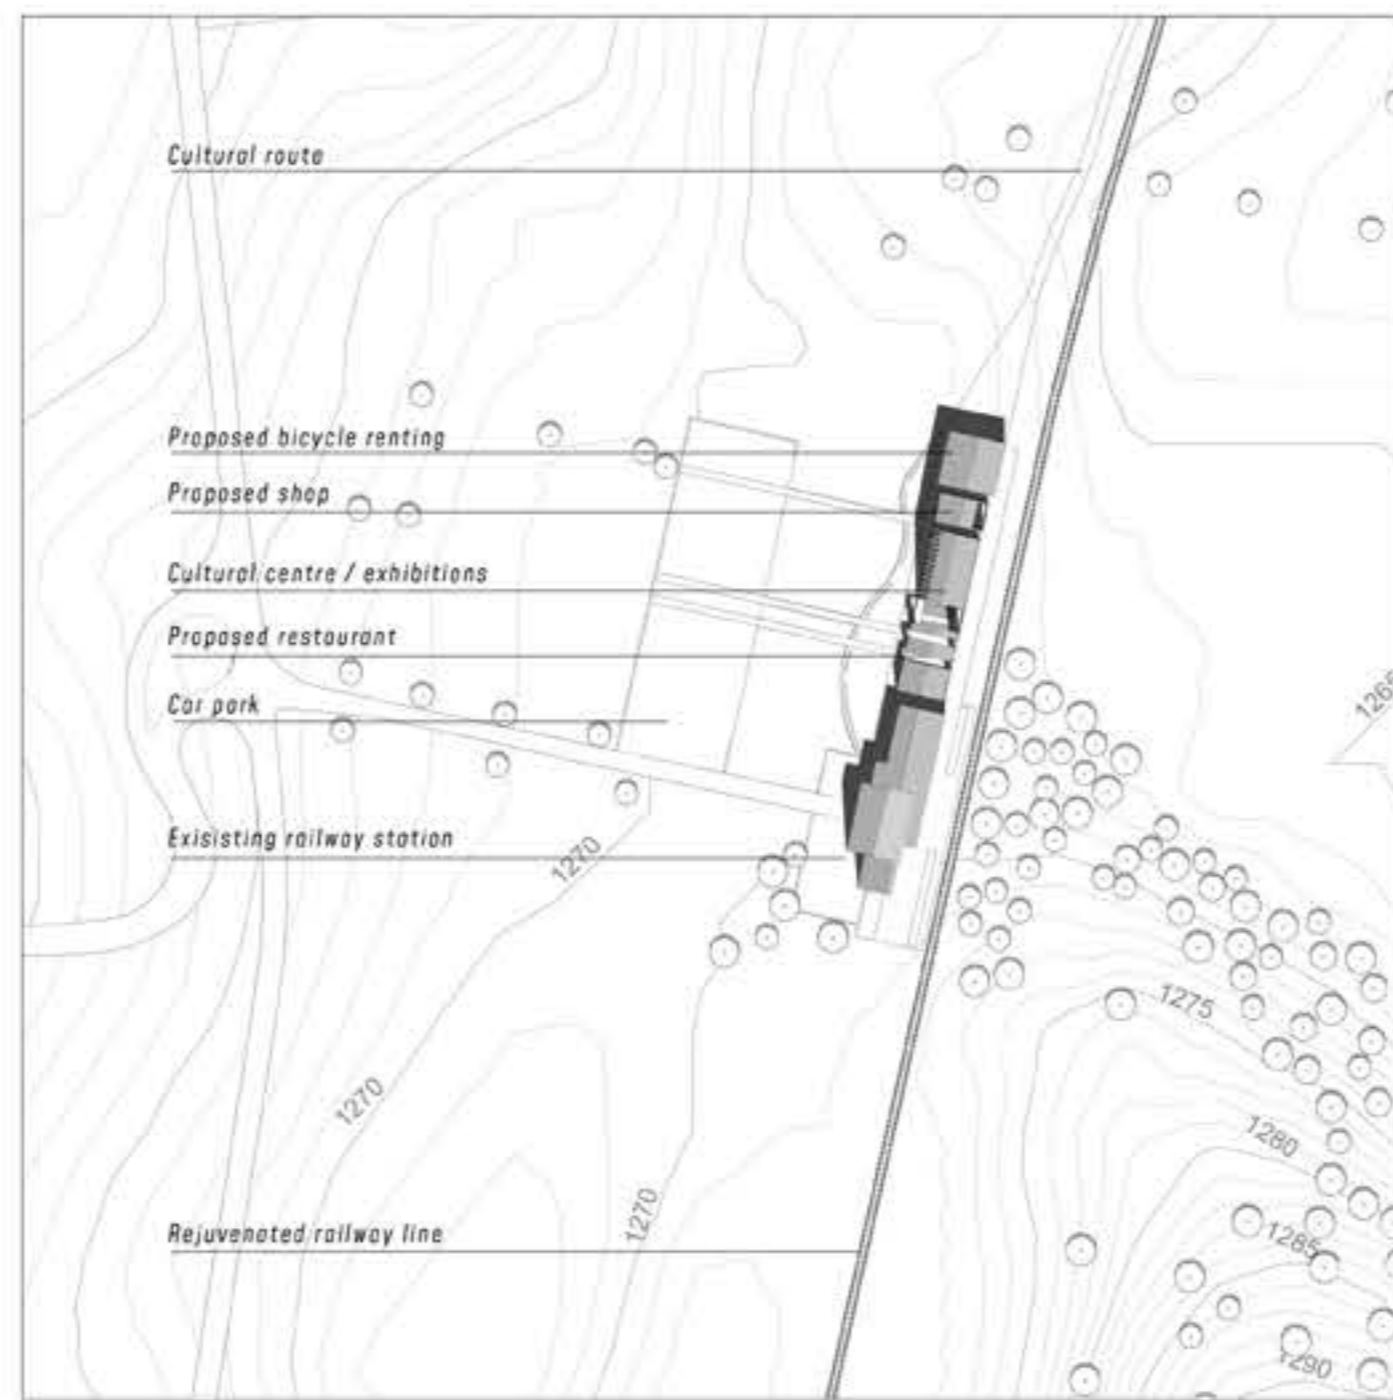 Cultural route
Proposed bicycle renting
Proposed shop
Cultural centre / exhibitions
Proposed restaurant
1265
Car park
Exisisting railway station
1270
1275
1270
1280
1270
Rejuvenated railway line
1285
1290